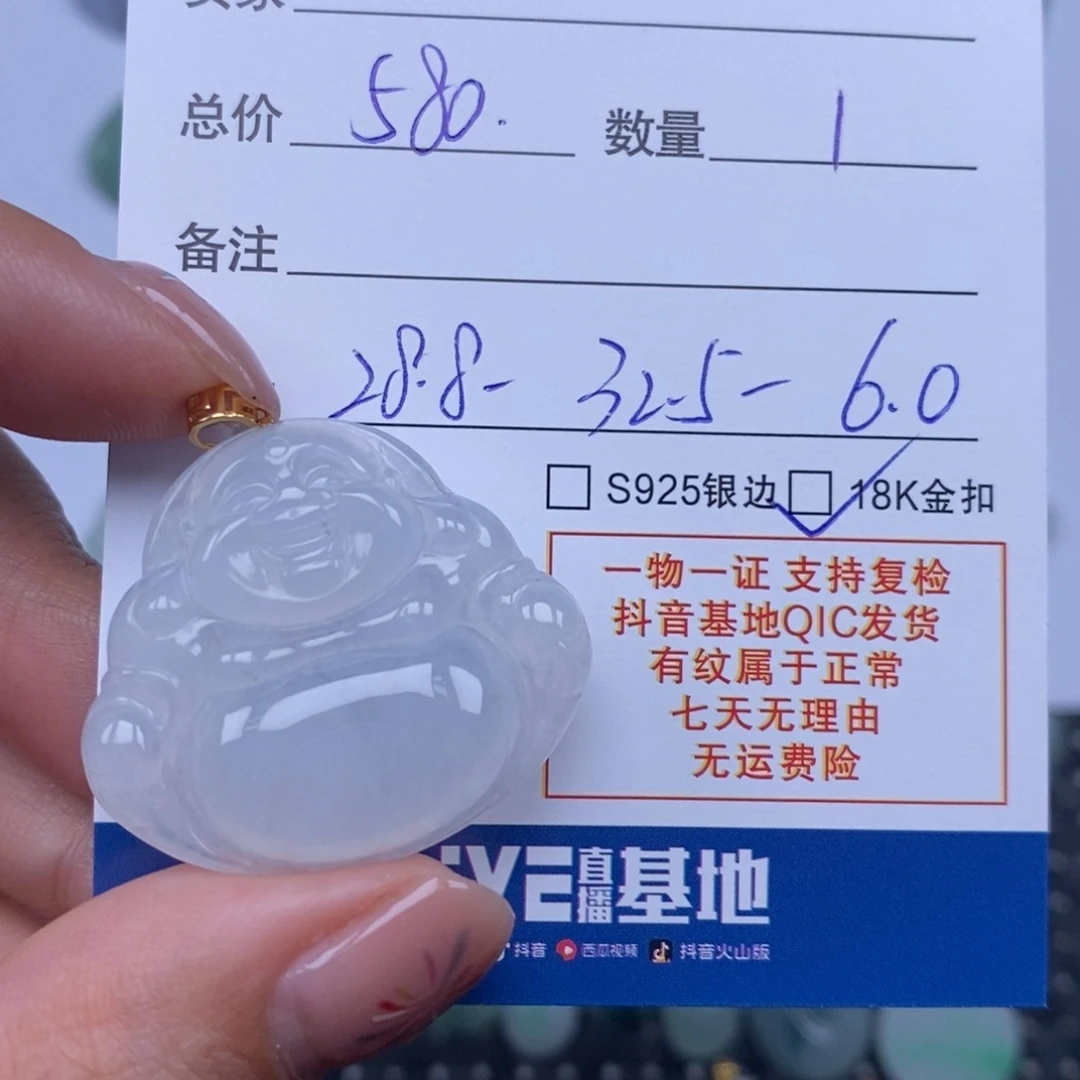 买家
总价 580. 数量 1
备注
28.8- 32.5- 6.0
S925银边 18K金扣
一物一证 支持复检
抖音基地QIC发货
有纹属于正常
七天无理由
无运费险
直播基地
抖音 西瓜视频 抖音火山版